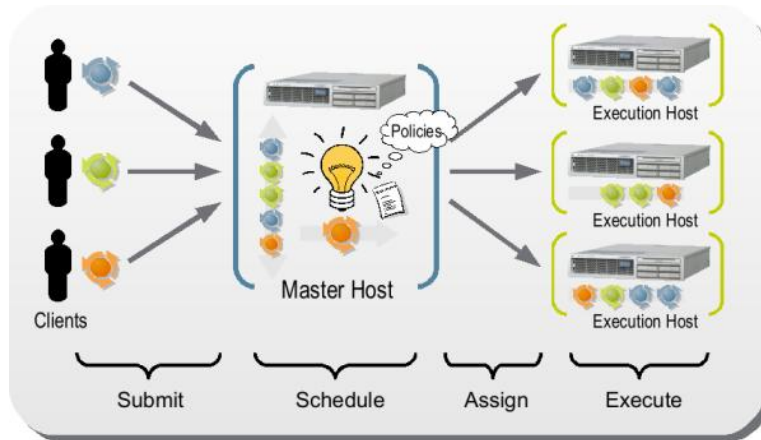 Policies
Execution Host
Execution Host
Master Host
Clients
Execution Host
Submit
Schedule
Assign
Execute